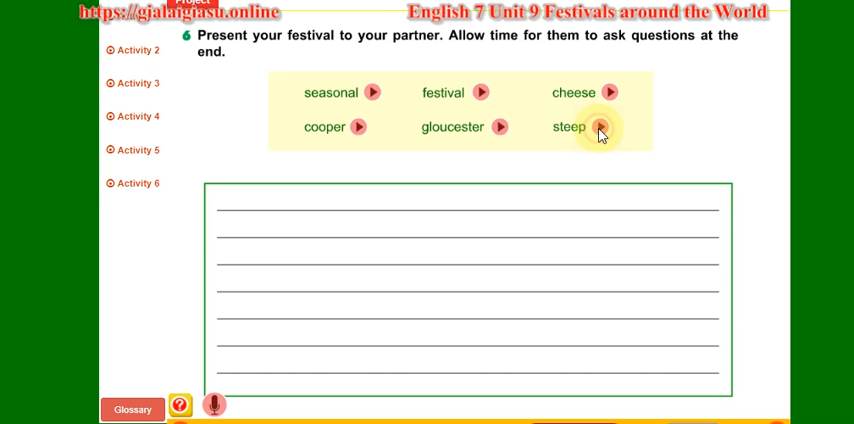 Project
https://gjalaigiasu.online
English 7 Unit 9 Festivals around the World
6 Present your festival to your partner. Allow time for them to ask questions at the
end.
Activity 2
Activity 3
Activity 4
Activity 5
Activity 6
seasonal festival cheese
cooper gloucester steep
Glossary
?